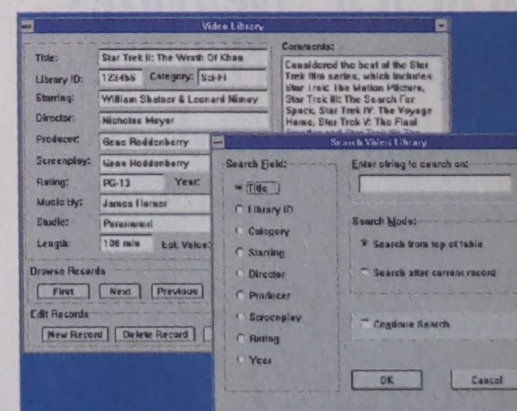 Video Library
Title: Star Trek II: The Wrath Of Khan
Library ID: 123456 Category: Sci-Fi
Starring: William Shatner & Leonard Nimoy
Director: Nicholas Meyer
Producer: Gene Roddenberry
Screenplay: Gene Roddenberry
Rating: PG-13 Year:
Music By: James Horner
Studio: Paramount
Length: 108 min Est. Value:
Browse Records
First Next Previous
Edit Records
New Record Delete Record
Comments:
Considered the best of the Star
Trek film series, which includes
Star Trek: The Motion Picture,
Star Trek III: The Search For
Spock, Star Trek IV: The Voyage
Home, Star Trek V: The Final
Search Video Library
Search Field:
Title
Library ID
Category
Starring
Director
Producer
Screenplay
Rating
Year
Enter string to search on:
Search Mode:
Search from top of table
Search after current record
Continue Search
OK Cancel